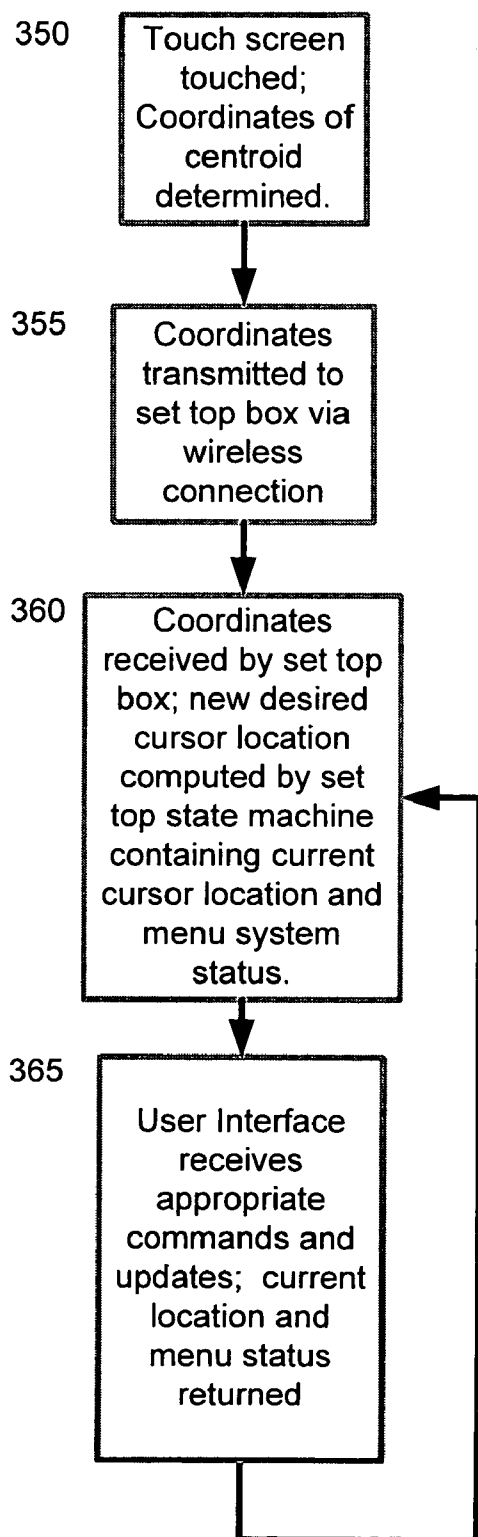 350
Touch screen
touched;
Coordinates of
centroid
determined.
355
Coordinates
transmitted to
set top box via
wireless
connection
360
Coordinates
received by set top
box; new desired
cursor location
computed by set
top state machine
containing current
cursor location and
menu system
status.
365
User Interface
receives
appropriate
commands and
updates; current
location and
menu status
returned